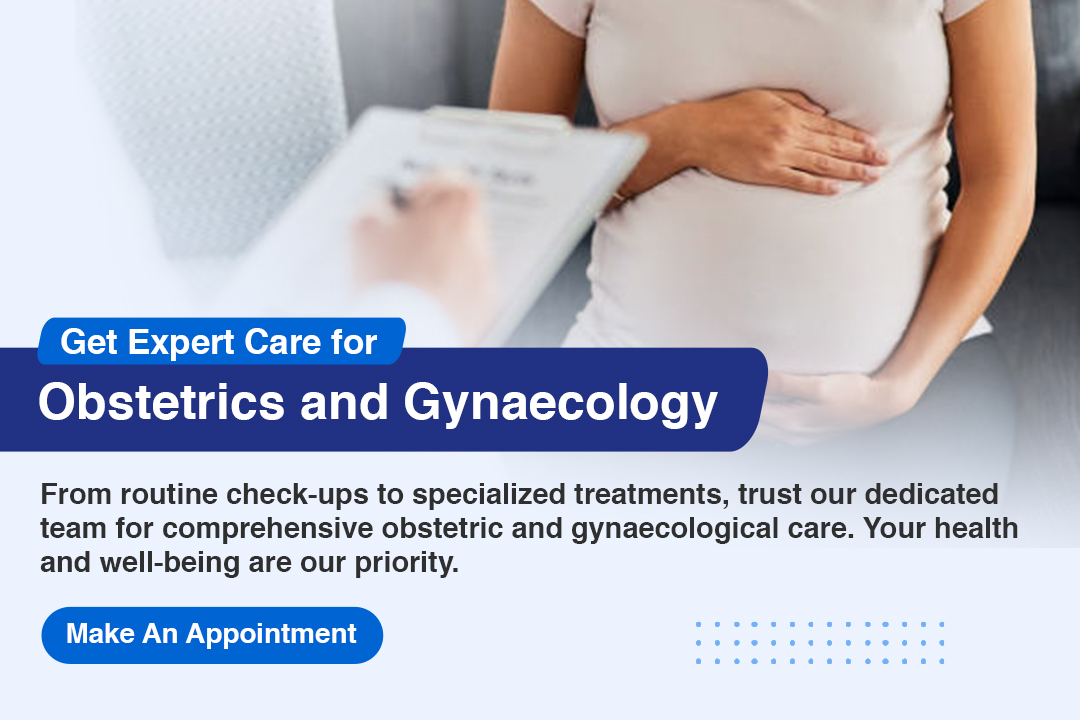 Get Expert Care for
Obstetrics and Gynaecology
From routine check-ups to specialized treatments, trust our dedicated
team for comprehensive obstetric and gynaecological care. Your health
and well-being are our priority.
Make An Appointment